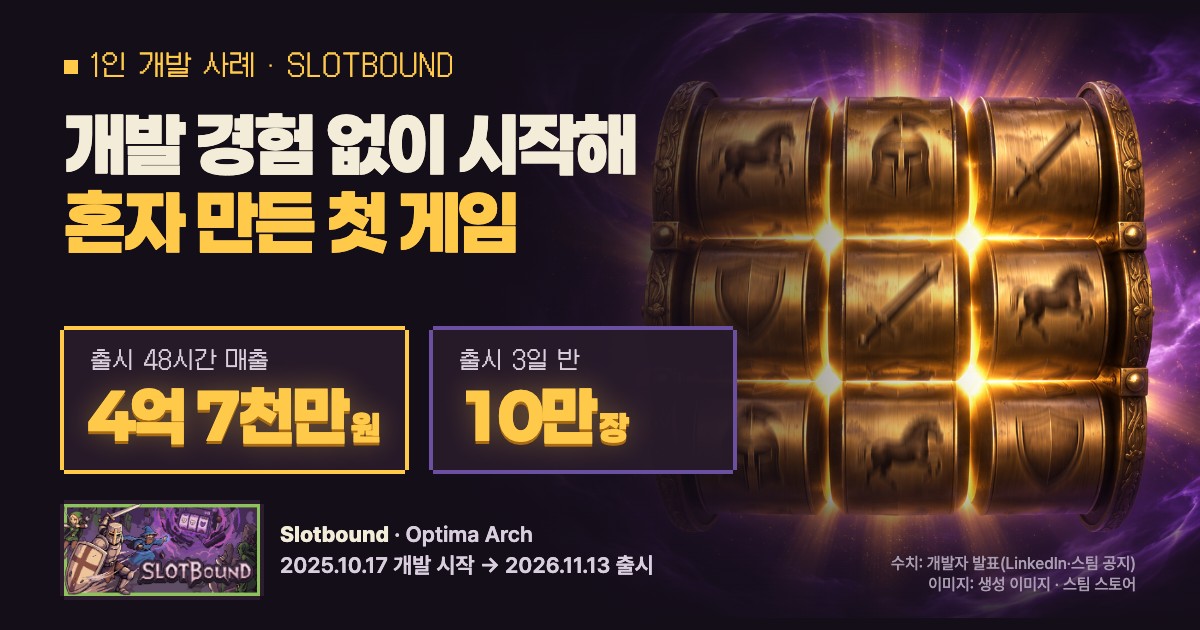 1인 개발 사례 · SLOTBOUND
개발 경험 없이 시작해
혼자 만든 첫 게임
출시 48시간 매출
4억 7천만원
출시 3일 반
10만장
SLOTBOUND
Slotbound · Optima Arch
2025.10.17 개발 시작 → 2026.11.13 출시
수치: 개발자 발표(LinkedIn·스팀 공지)
이미지: 생성 이미지 · 스팀 스토어